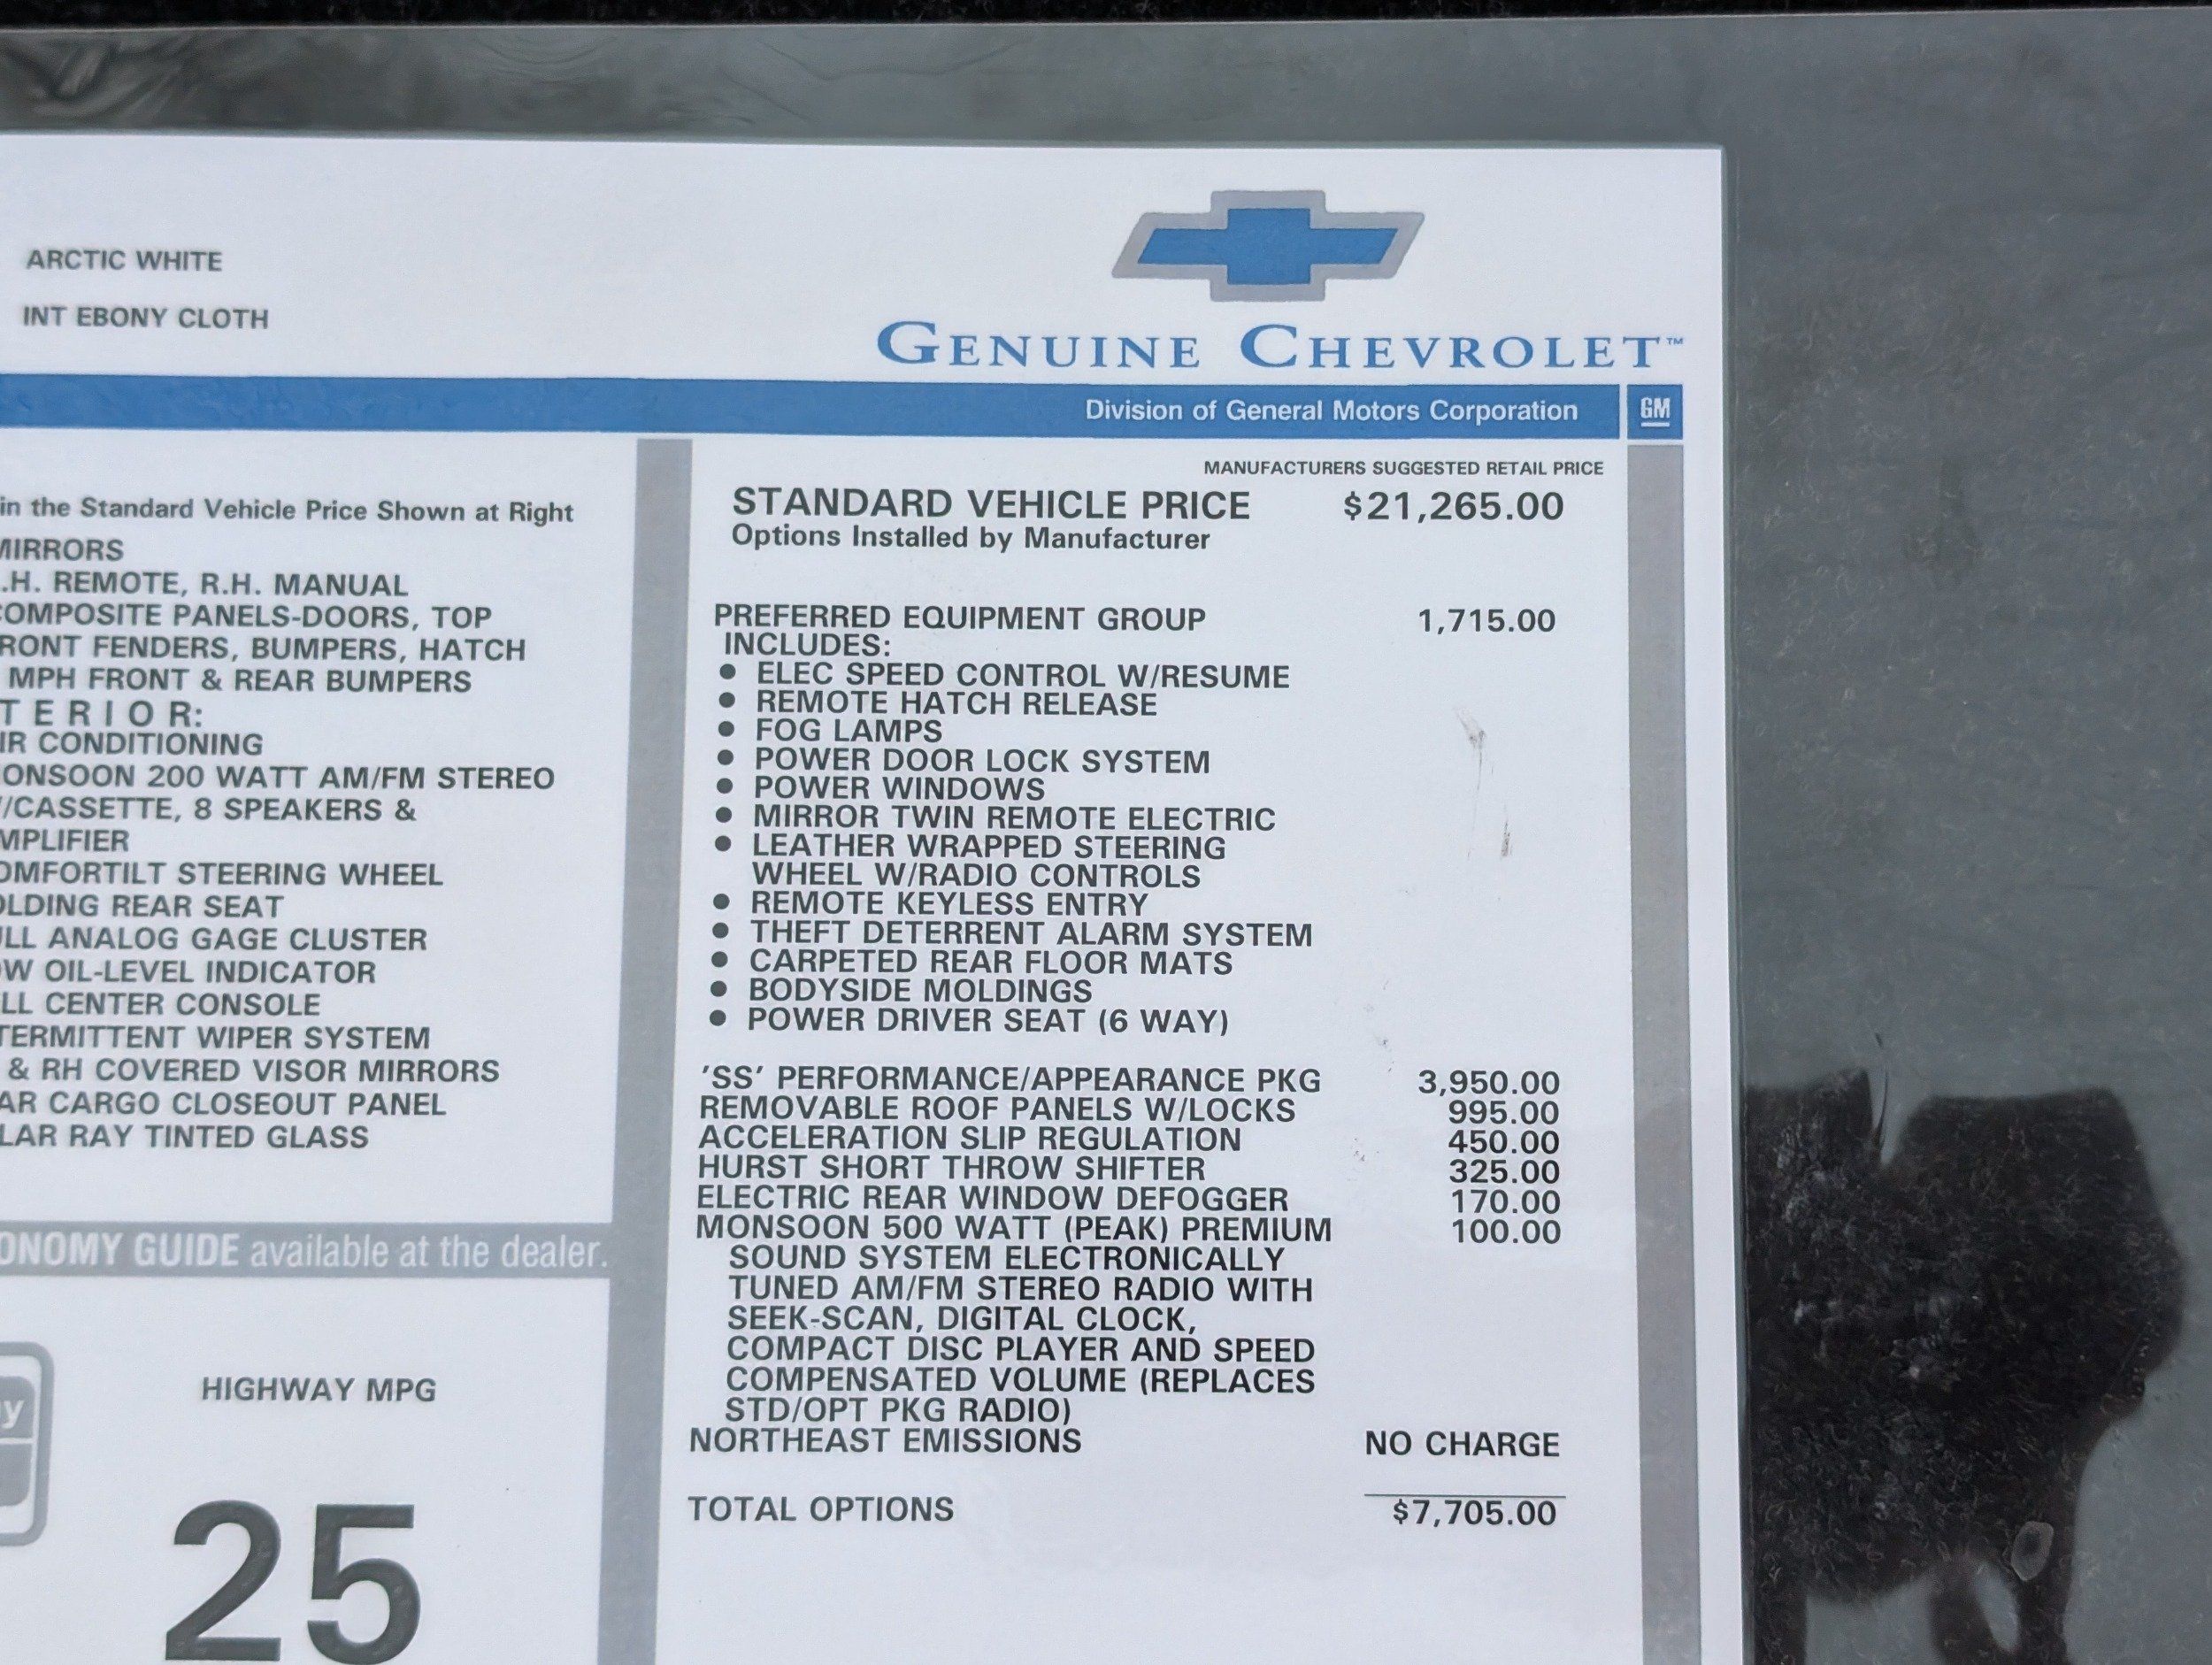 ARCTIC WHITE
INT EBONY CLOTH
GENUINE CHEVROLET™
Division of General Motors Corporation
GM
in the Standard Vehicle Price Shown at Right
MIRRORS
.H. REMOTE, R.H. MANUAL
COMPOSITE PANELS-DOORS, TOP
RONT FENDERS, BUMPERS, HATCH
MPH FRONT & REAR BUMPERS
TERIOR:
IR CONDITIONING
ONSOON 200 WATT AM/FM STEREO
/CASSETTE, 8 SPEAKERS &
MPLIFIER
OMFORTILT STEERING WHEEL
OLDING REAR SEAT
ULL ANALOG GAGE CLUSTER
OW OIL-LEVEL INDICATOR
LL CENTER CONSOLE
TERMITTENT WIPER SYSTEM
& RH COVERED VISOR MIRRORS
AR CARGO CLOSEOUT PANEL
LAR RAY TINTED GLASS
ONOMY GUIDE available at the dealer.
y
HIGHWAY MPG
25
MANUFACTURERS SUGGESTED RETAIL PRICE
STANDARD VEHICLE PRICE $21,265.00
Options Installed by Manufacturer
PREFERRED EQUIPMENT GROUP 1,715.00
INCLUDES:
• ELEC SPEED CONTROL W/RESUME
• REMOTE HATCH RELEASE
• FOG LAMPS
• POWER DOOR LOCK SYSTEM
• POWER WINDOWS
• MIRROR TWIN REMOTE ELECTRIC
• LEATHER WRAPPED STEERING
WHEEL W/RADIO CONTROLS
• REMOTE KEYLESS ENTRY
• THEFT DETERRENT ALARM SYSTEM
• CARPETED REAR FLOOR MATS
• BODYSIDE MOLDINGS
• POWER DRIVER SEAT (6 WAY)
'SS' PERFORMANCE/APPEARANCE PKG 3,950.00
REMOVABLE ROOF PANELS W/LOCKS 995.00
ACCELERATION SLIP REGULATION 450.00
HURST SHORT THROW SHIFTER 325.00
ELECTRIC REAR WINDOW DEFOGGER 170.00
MONSOON 500 WATT (PEAK) PREMIUM 100.00
SOUND SYSTEM ELECTRONICALLY
TUNED AM/FM STEREO RADIO WITH
SEEK-SCAN, DIGITAL CLOCK,
COMPACT DISC PLAYER AND SPEED
COMPENSATED VOLUME (REPLACES
STD/OPT PKG RADIO)
NORTHEAST EMISSIONS NO CHARGE
TOTAL OPTIONS $7,705.00